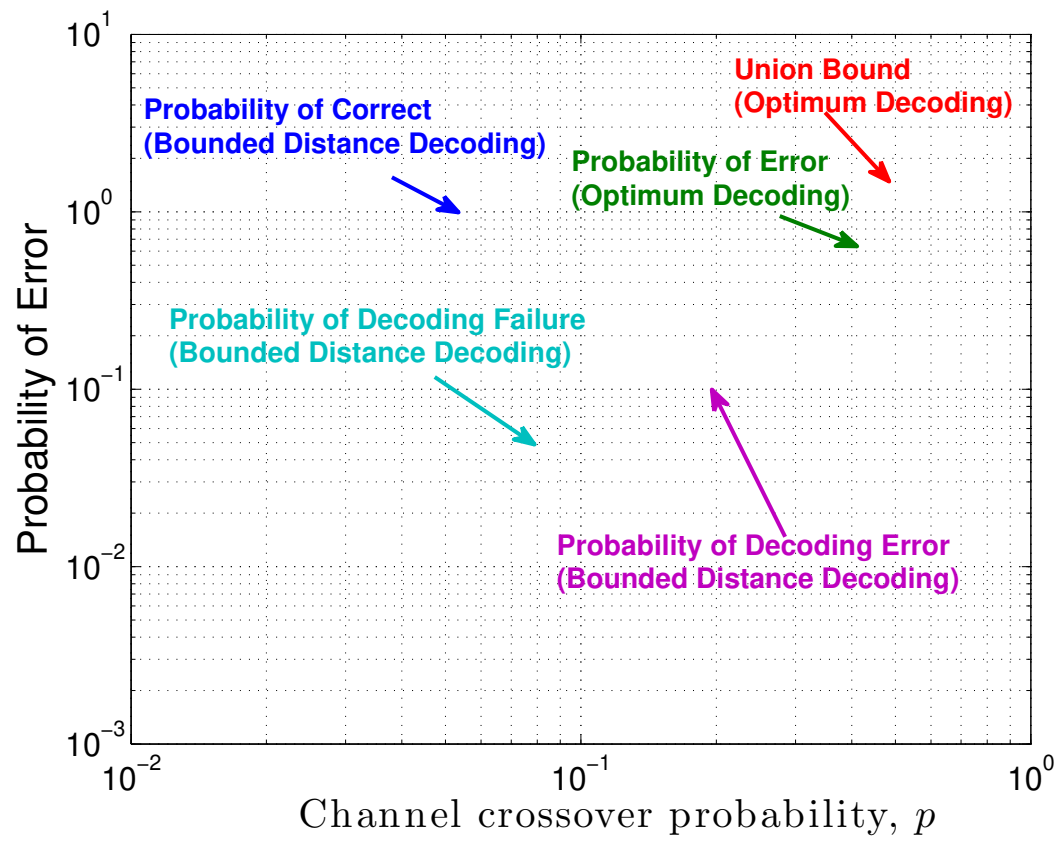 10^1
Union Bound
(Optimum Decoding)
Probability of Correct
(Bounded Distance Decoding)
Probability of Error
(Optimum Decoding)
10^0
Probability of Error
Probability of Decoding Failure
(Bounded Distance Decoding)
10^−1
Probability of Decoding Error
(Bounded Distance Decoding)
10^−2
10^−3
10^−2
10^−1
10^0
Channel crossover probability, p